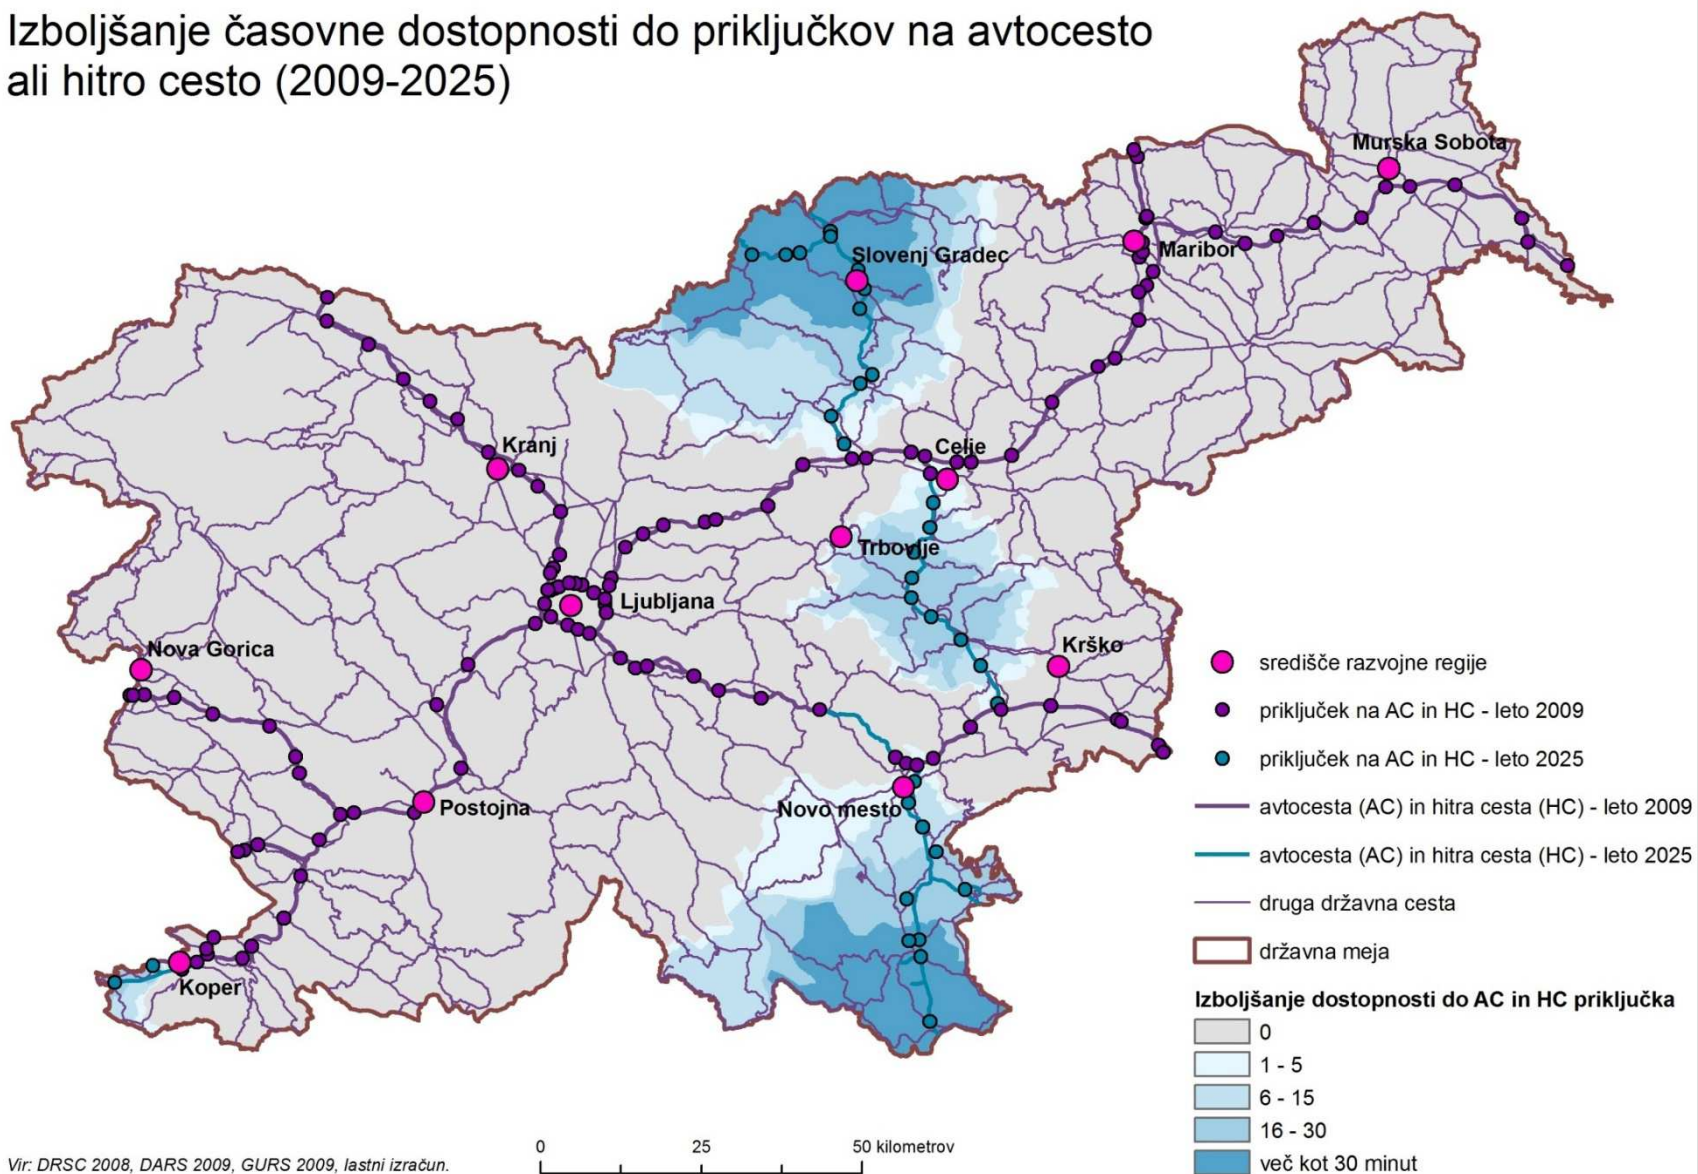 Izboljšanje časovne dostopnosti do priključkov na avtocesto
ali hitro cesto (2009-2025)
Murska Sobota
Maribor
Slovenj Gradec
Kranj
Celje
Trbovlje
Ljubljana
Krško
Nova Gorica
Postojna
Novo mesto
Koper
središče razvojne regije
priključek na AC in HC - leto 2009
priključek na AC in HC - leto 2025
avtocesta (AC) in hitra cesta (HC) - leto 2009
avtocesta (AC) in hitra cesta (HC) - leto 2025
druga državna cesta
državna meja
Izboljšanje dostopnosti do AC in HC priključka
0
1 - 5
6 - 15
16 - 30
več kot 30 minut
0 25 50 kilometrov
Vir: DRSC 2008, DARS 2009, GURS 2009, lastni izračun.